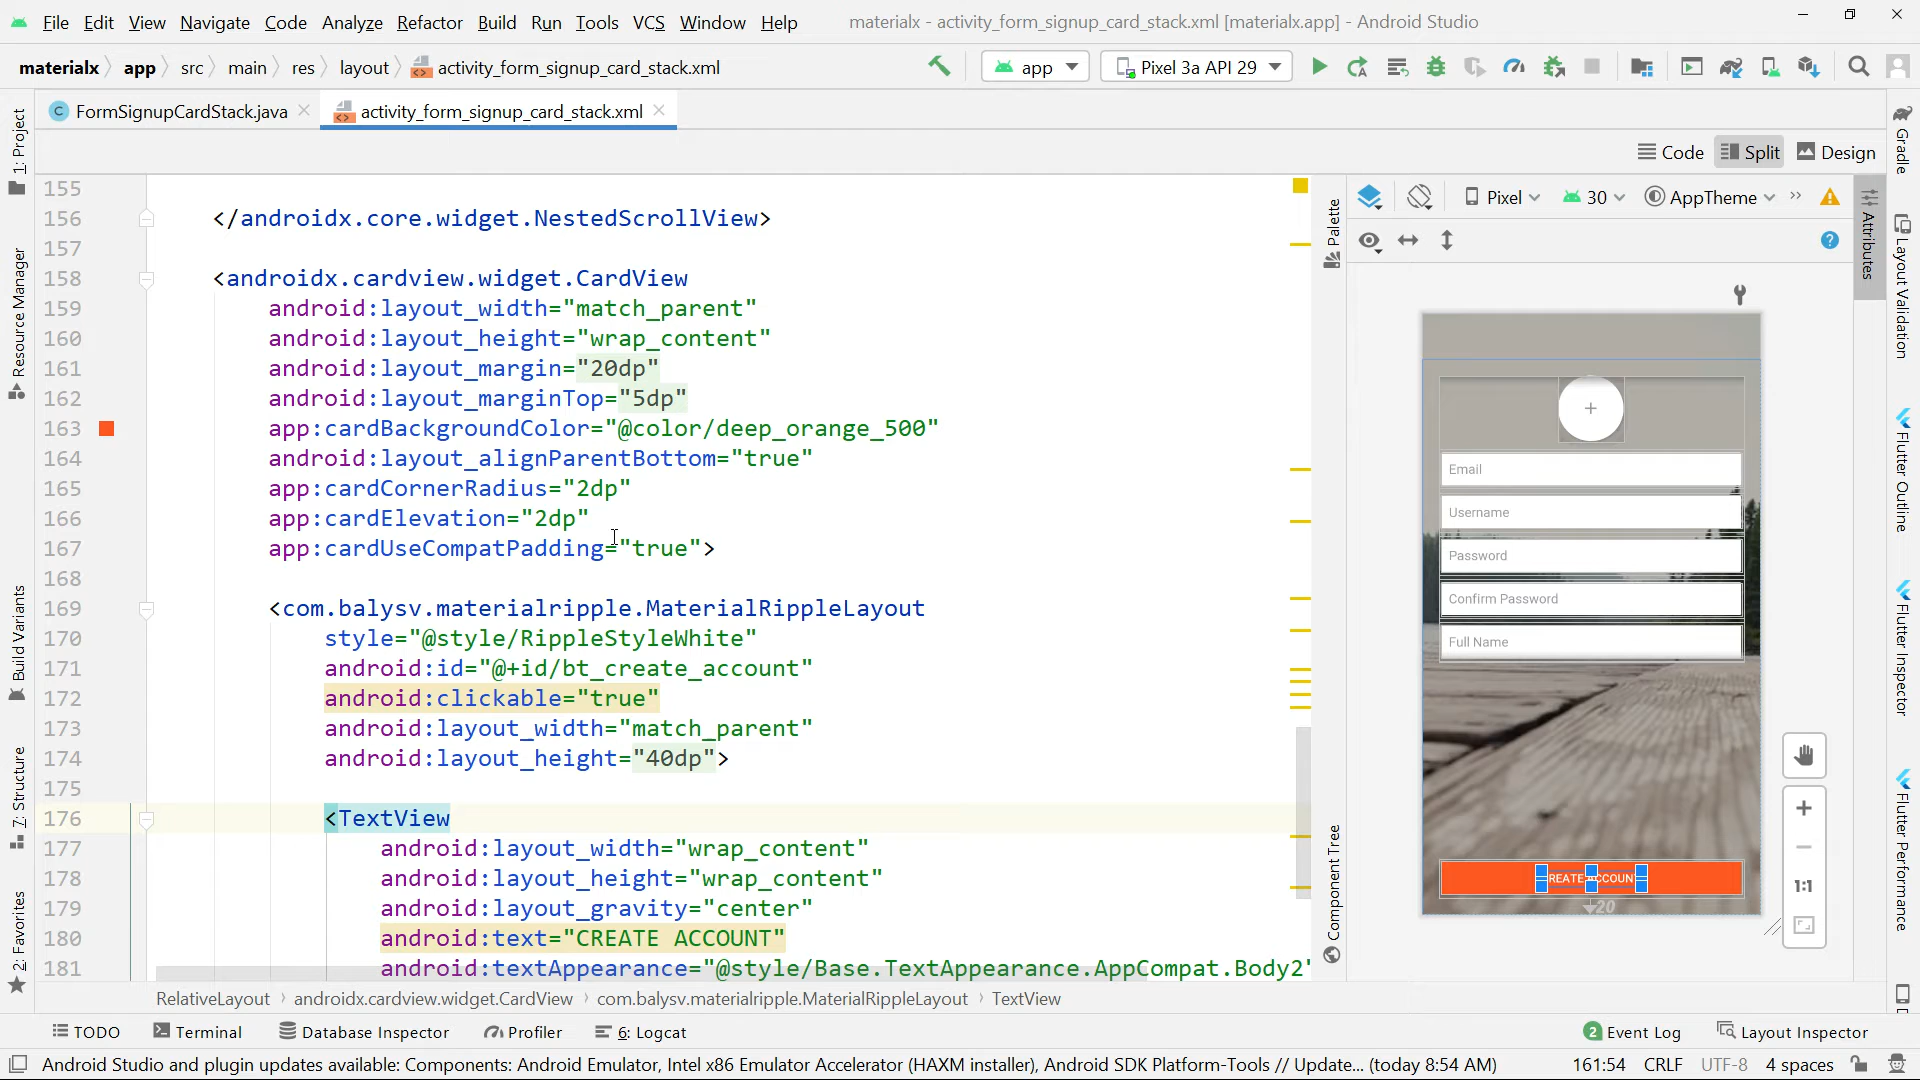 File Edit View Navigate Code Analyze Refactor Build Run Tools VCS Window Help materialx - activity_form_signup_card_stack.xml [materialx.app] - Android Studio
materialx app src main res layout activity_form_signup_card_stack.xml app Pixel 3a API 29
FormSignupCardStack.java activity_form_signup_card_stack.xml
Code Split Design
1: Project
Resource Manager
Build Variants
7: Structure
2: Favorites
155
156 </androidx.core.widget.NestedScrollView>
157
158 <androidx.cardview.widget.CardView
159 android:layout_width="match_parent"
160 android:layout_height="wrap_content"
161 android:layout_margin="20dp"
162 android:layout_marginTop="5dp"
163 app:cardBackgroundColor="@color/deep_orange_500"
164 android:layout_alignParentBottom="true"
165 app:cardCornerRadius="2dp"
166 app:cardElevation="2dp"
167 app:cardUseCompatPadding="true">
168
169 <com.balysv.materialripple.MaterialRippleLayout
170 style="@style/RippleStyleWhite"
171 android:id="@+id/bt_create_account"
172 android:clickable="true"
173 android:layout_width="match_parent"
174 android:layout_height="40dp">
175
176 <TextView
177 android:layout_width="wrap_content"
178 android:layout_height="wrap_content"
179 android:layout_gravity="center"
180 android:text="CREATE ACCOUNT"
181 android:textAppearance="@style/Base.TextAppearance.AppCompat.Body2"
Palette
Component Tree
Pixel 30 AppTheme
Email
Username
Password
Confirm Password
Full Name
20
1:1
Attributes
Gradle
Layout Validation
Flutter Outline
Flutter Inspector
Flutter Performance
RelativeLayout androidx.cardview.widget.CardView com.balysv.materialripple.MaterialRippleLayout TextView
TODO Terminal Database Inspector Profiler 6: Logcat 2 Event Log Layout Inspector
Android Studio and plugin updates available: Components: Android Emulator, Intel x86 Emulator Accelerator (HAXM installer), Android SDK Platform-Tools // Update... (today 8:54 AM) 161:54 CRLF UTF-8 4 spaces